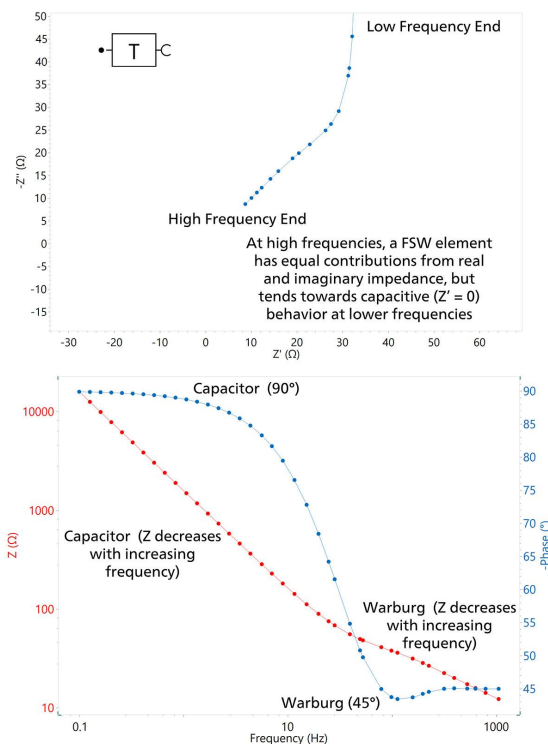 50
45
40
35
30
25
20
15
10
5
0
-5
-10
-15
-Z'' (Ω)
T
Low Frequency End
High Frequency End
At high frequencies, a FSW element
has equal contributions from real
and imaginary impedance, but
tends towards capacitive (Z' = 0)
behavior at lower frequencies
-30 -20 -10 0 10 20 30 40 50 60
Z' (Ω)
Capacitor (90°)
10000
1000
100
10
Z (Ω)
90
85
80
75
70
65
60
55
50
45
-Phase (°)
Capacitor (Z decreases
with increasing
frequency)
Warburg (Z decreases
with increasing
frequency)
Warburg (45°)
0.1 10 1000
Frequency (Hz)